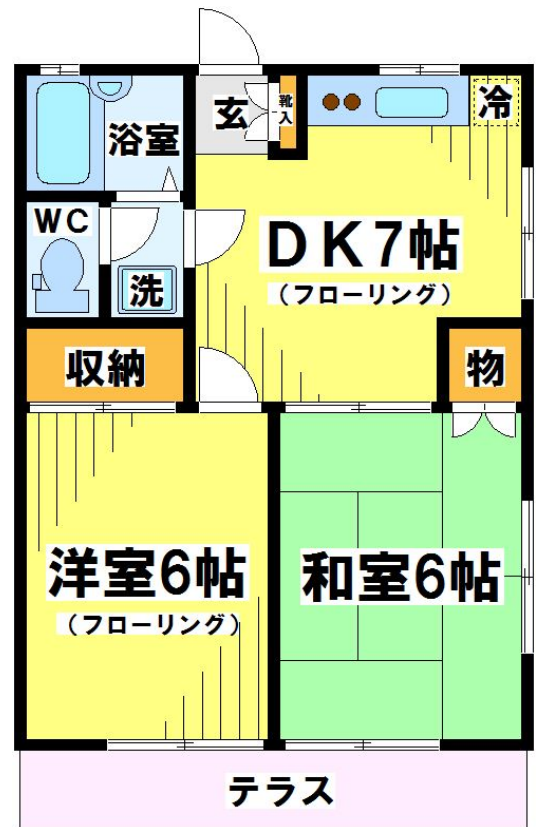 浴室
玄
靴入
冷
WC
洗
DK7帖
（フローリング）
収納
物
洋室6帖
（フローリング）
和室6帖
テラス